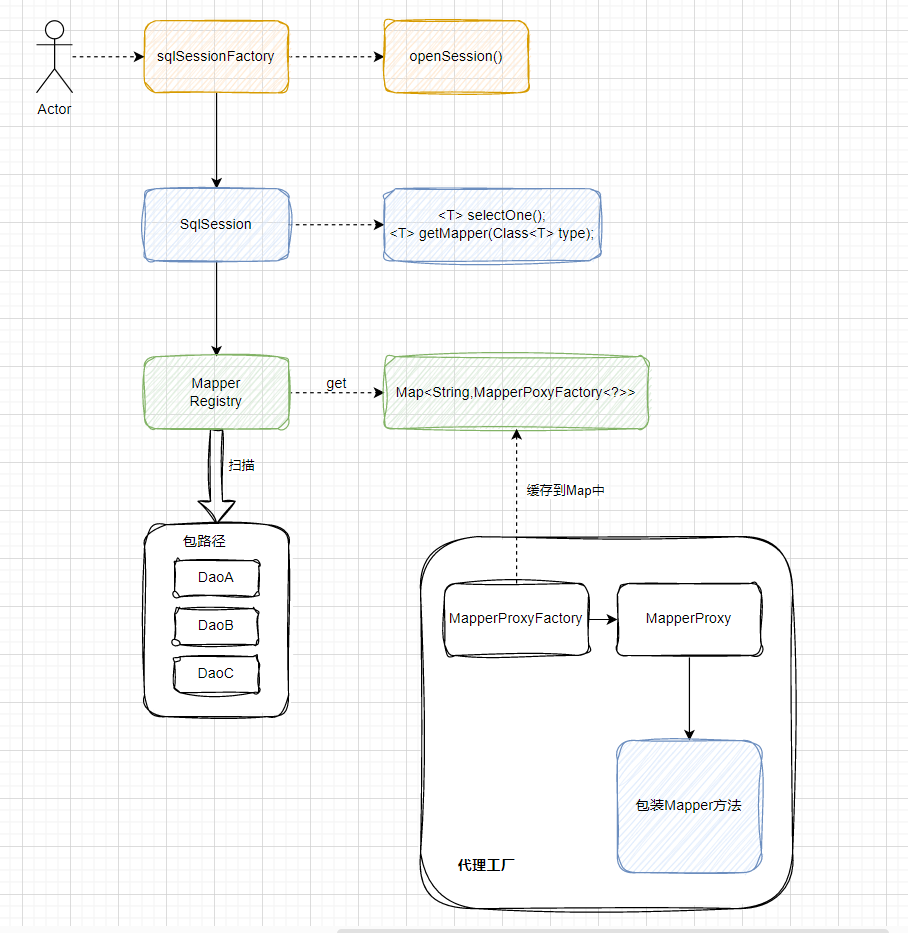 sqlSessionFactory
openSession()
Actor
SqlSession
<T> selectOne();
<T> getMapper(Class<T> type);
Mapper
Registry
get
Map<String,MapperPoxyFactory<?>>
扫描
缓存到Map中
包路径
DaoA
DaoB
DaoC
MapperProxyFactory
MapperProxy
包装Mapper方法
代理工厂